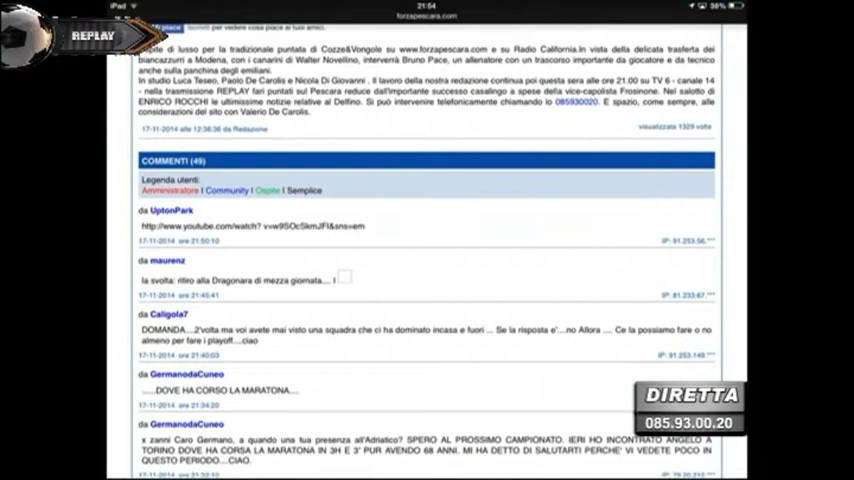 iPad
21:54
38%
forzapescara.com
REPLAY
Iscriviti per vedere cosa piace ai tuoi amici.
di lusso per la tradizionale puntata di Cozze&Vongole su www.forzapescara.com e su Radio California.In vista della delicata trasferta dei
biancazzurri a Modena, con i canarini di Walter Novellino, interverrà Bruno Pace, un allenatore con un trascorso importante da giocatore e da tecnico
anche sulla panchina degli emiliani.
In studio Luca Teseo, Paolo De Carolis e Nicola Di Giovanni . Il lavoro della nostra redazione continua poi questa sera alle ore 21.00 su TV 6 - canale 14
- nella trasmissione REPLAY fari puntati sul Pescara reduce dall'importante successo casalingo a spese della vice-capolista Frosinone. Nel salotto di
ENRICO ROCCHI le ultimissime notizie relative al Delfino. Si può intervenire telefonicamente chiamando lo 085930020. E spazio, come sempre, alle
considerazioni del sito con Valerio De Carolis.
17-11-2014 alle 12:36:36 da Redazione
visualizzata 1329 volte
COMMENTI (49)
Legenda utenti:
Amministratore I Community I Ospite I Semplice
da UptonPark
http://www.youtube.com/watch? v=w9SOcSkmJFI&sns=em
17-11-2014 ore 21:50:10
IP: 91.253.56.***
da maurenz
la svolta: ritiro alla Dragonara di mezza giornata.... I
17-11-2014 ore 21:45:41
IP: 81.233.67.***
da Caligola7
DOMANDA....2'volta ma voi avete mai visto una squadra che ci ha dominato incasa e fuori ... Se la risposta e'....no Allora .... Ce la possiamo fare o no
almeno per fare i playoff....ciao
17-11-2014 ore 21:40:03
IP: 91.253.149.***
da GermanodaCuneo
......DOVE HA CORSO LA MARATONA....
17-11-2014 ore 21:34:20
da GermanodaCuneo
x zanni Caro Germano, a quando una tua presenza all'Adriatico? SPERO AL PROSSIMO CAMPIONATO. IERI HO INCONTRATO ANGELO A
TORINO DOVE HA CORSA LA MARATONA IN 3H E 3' PUR AVENDO 68 ANNI. MI HA DETTO DI SALUTARTI PERCHE' VI VEDETE POCO IN
QUESTO PERIODO....CIAO.
DIRETTA
085.93.00.20